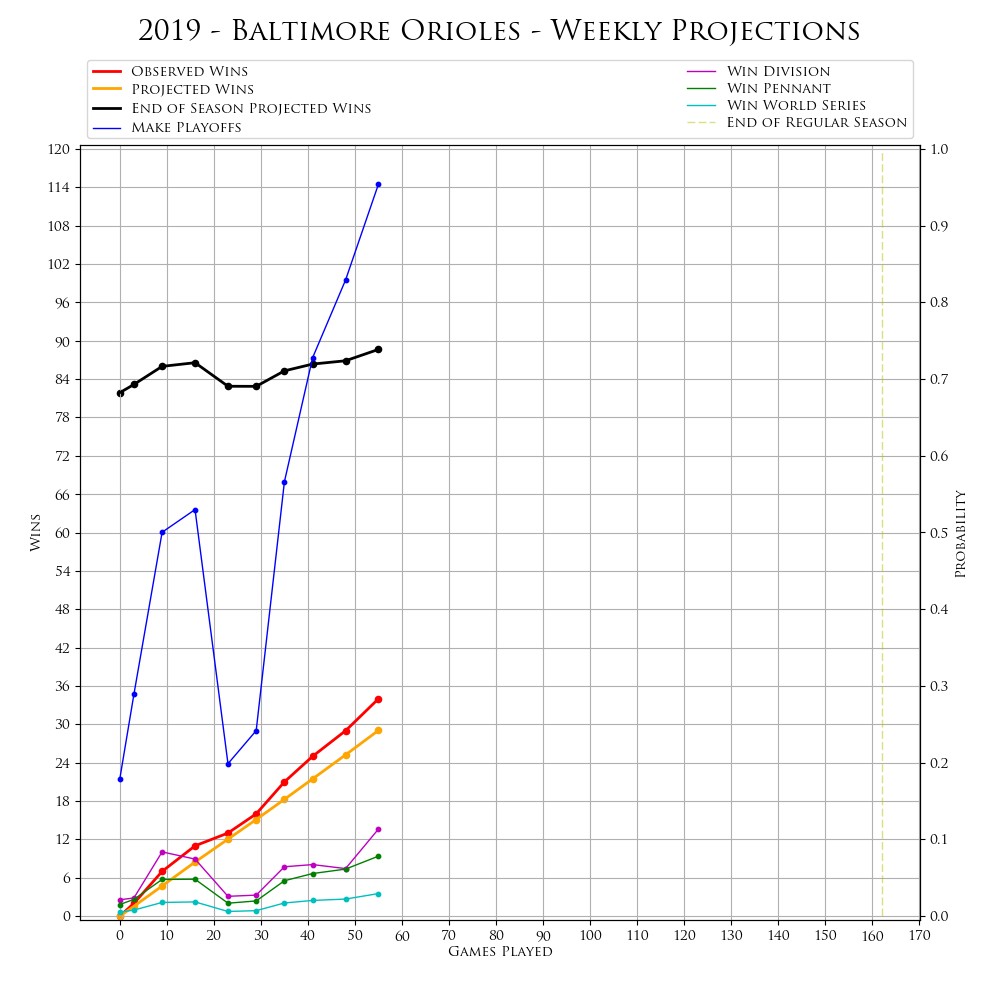 2019 - Baltimore Orioles - Weekly Projections
Observed Wins
Projected Wins
End of Season Projected Wins
Make Playoffs
Win Division
Win Pennant
Win World Series
End of Regular Season
120
114
108
102
96
90
84
78
72
66
60
54
48
42
36
30
24
18
12
6
0
Wins
1.0
0.9
0.8
0.7
0.6
0.5
0.4
0.3
0.2
0.1
0.0
Probability
0 10 20 30 40 50 60 70 80 90 100 110 120 130 140 150 160 170
Games Played